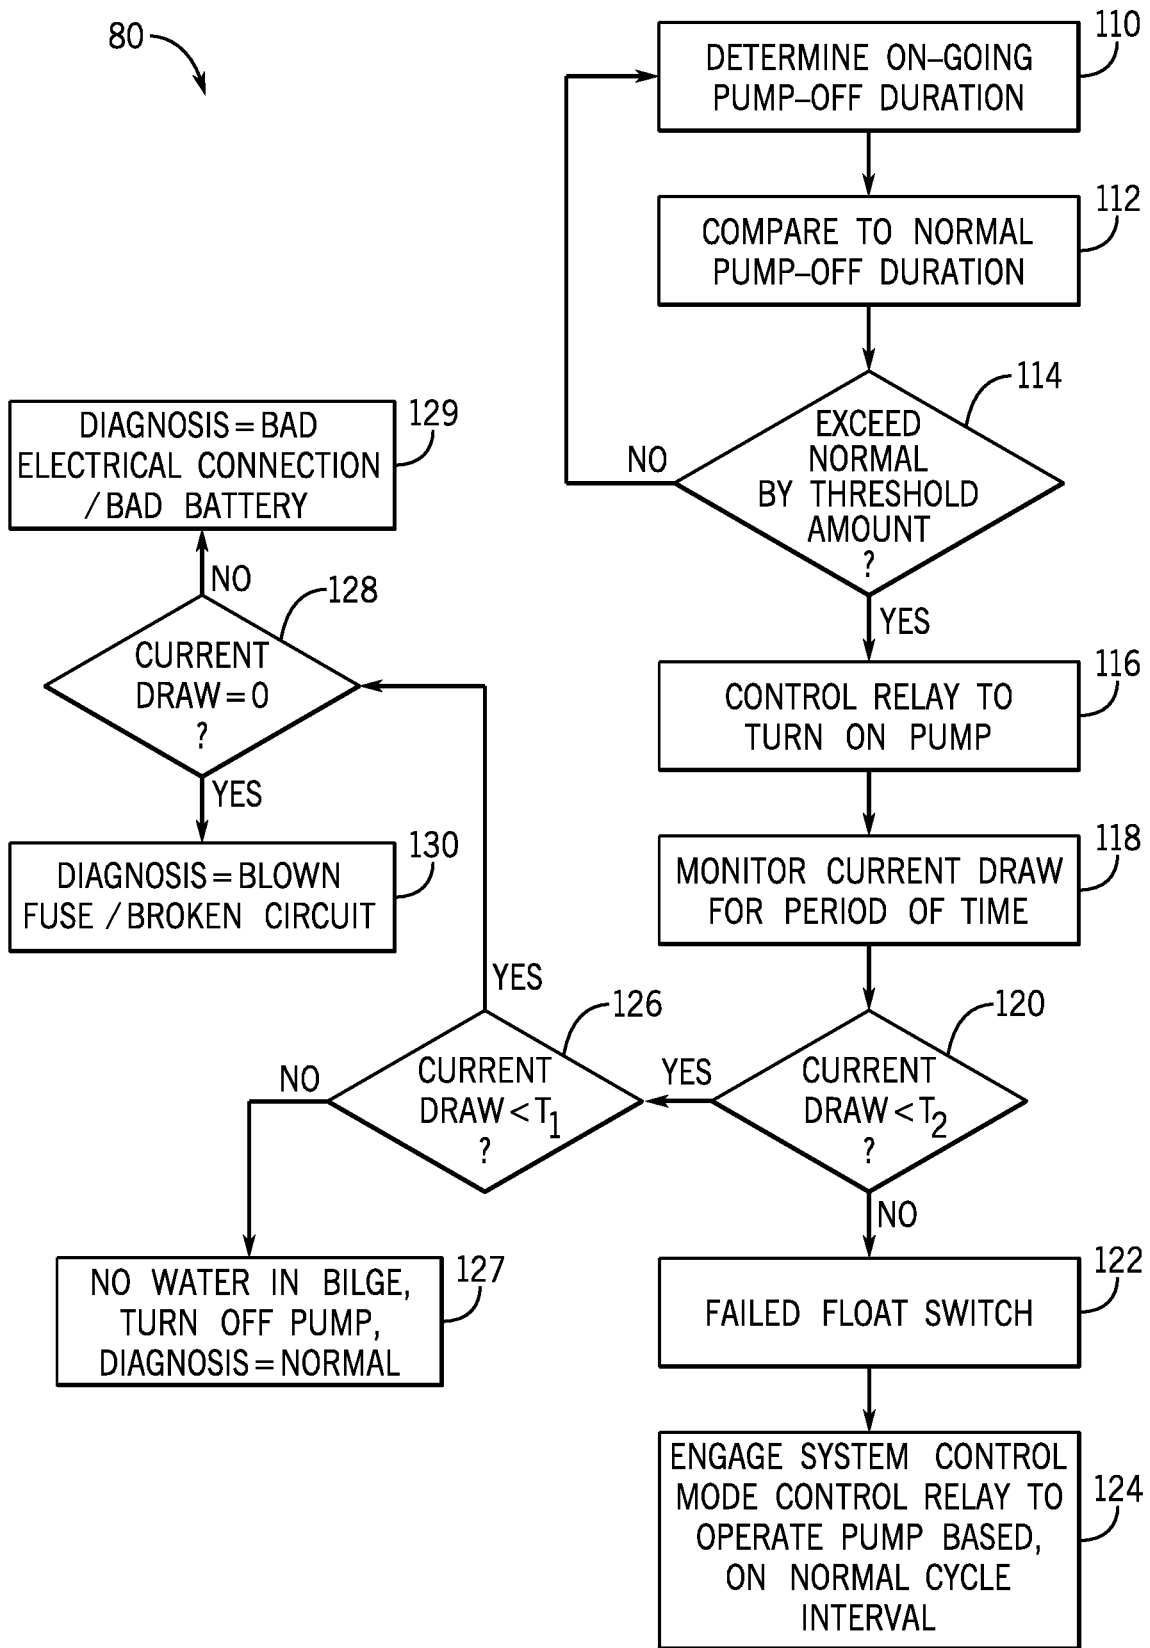 80
110
DETERMINE ON–GOING
PUMP–OFF DURATION
112
COMPARE TO NORMAL
PUMP–OFF DURATION
114
EXCEED
NORMAL
BY THRESHOLD
AMOUNT
?
NO
YES
116
CONTROL RELAY TO
TURN ON PUMP
118
MONITOR CURRENT DRAW
FOR PERIOD OF TIME
120
CURRENT
DRAW < T2
?
NO
122
FAILED FLOAT SWITCH
124
ENGAGE SYSTEM CONTROL
MODE CONTROL RELAY TO
OPERATE PUMP BASED,
ON NORMAL CYCLE
INTERVAL
YES
126
CURRENT
DRAW < T1
?
NO
127
NO WATER IN BILGE,
TURN OFF PUMP,
DIAGNOSIS = NORMAL
YES
128
CURRENT
DRAW = 0
?
NO
129
DIAGNOSIS = BAD
ELECTRICAL CONNECTION
/ BAD BATTERY
YES
130
DIAGNOSIS = BLOWN
FUSE / BROKEN CIRCUIT